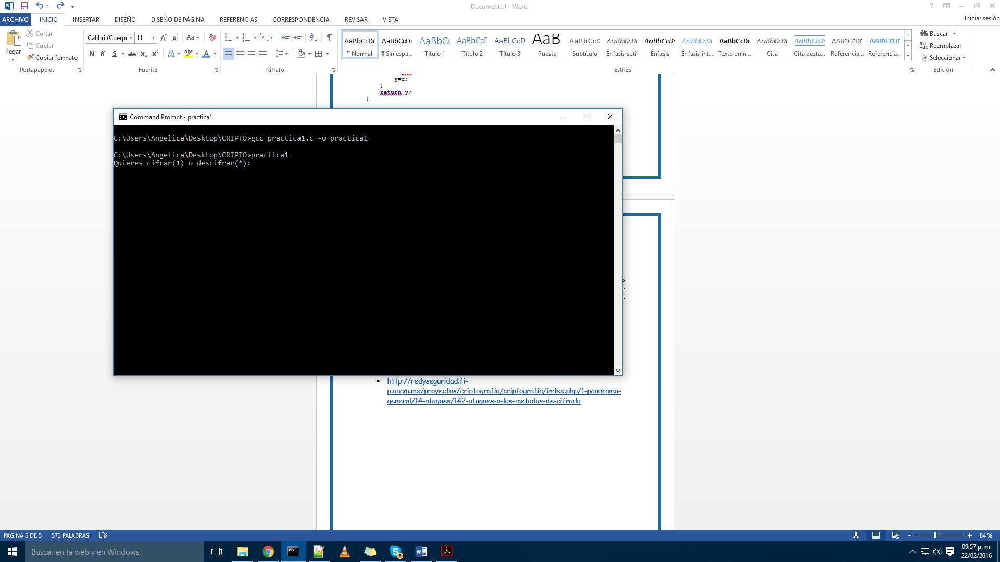 Documento1 - Word
ARCHIVO INICIO INSERTAR DISEÑO DISEÑO DE PÁGINA REFERENCIAS CORRESPONDENCIA REVISAR VISTA
Iniciar sesión
Pegar
Cortar
Copiar
Copiar formato
Portapapeles
Calibri (Cuerpo 11
N K S abc x₂ x²
Fuente
Párrafo
AaBbCcDc AaBbCcDc AaBbCc AaBbCcD AaBbCcD AaBl AaBbCcD AaBbCcDc AaBbCcDc AaBbCcDc AaBbCcDc AaBbCcDc AaBbCcDc AABBCCDD AABBCCDD
¶ Normal ¶ Sin espa... Título 1 Título 2 Título 3 Puesto Subtítulo Énfasis sutil Énfasis Énfasis int... Texto en n... Cita Cita desta... Referencia... Referencia...
Estilos
Buscar
Reemplazar
Seleccionar
Edición
y=c;
}
return y;
}
Command Prompt - practica1
C:\Users\Angelica\Desktop\CRIPTO>gcc practica1.c -o practica1
C:\Users\Angelica\Desktop\CRIPTO>practica1
Quieres cifrar(1) o descifrar(*):
http://redyseguridad.fi-
p.unam.mx/proyectos/criptografia/criptografia/index.php/1-panorama-
general/14-ataques/142-ataques-a-los-metodos-de-cifrado
PÁGINA 5 DE 5 573 PALABRAS
84 %
Buscar en la web y en Windows
8
09:57 p. m.
22/02/2016